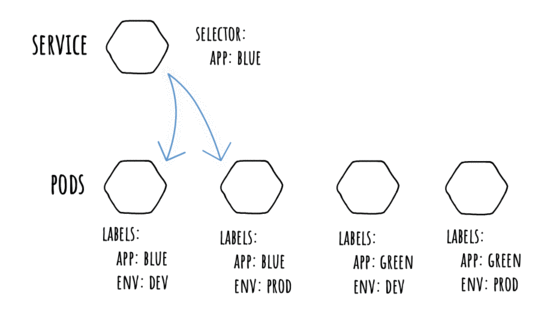 SERVICE
SELECTOR:
APP: BLUE
PODS
LABELS:
APP: BLUE
ENV: DEV
LABELS:
APP: BLUE
ENV: PROD
LABELS:
APP: GREEN
ENV: DEV
LABELS:
APP: GREEN
ENV: PROD